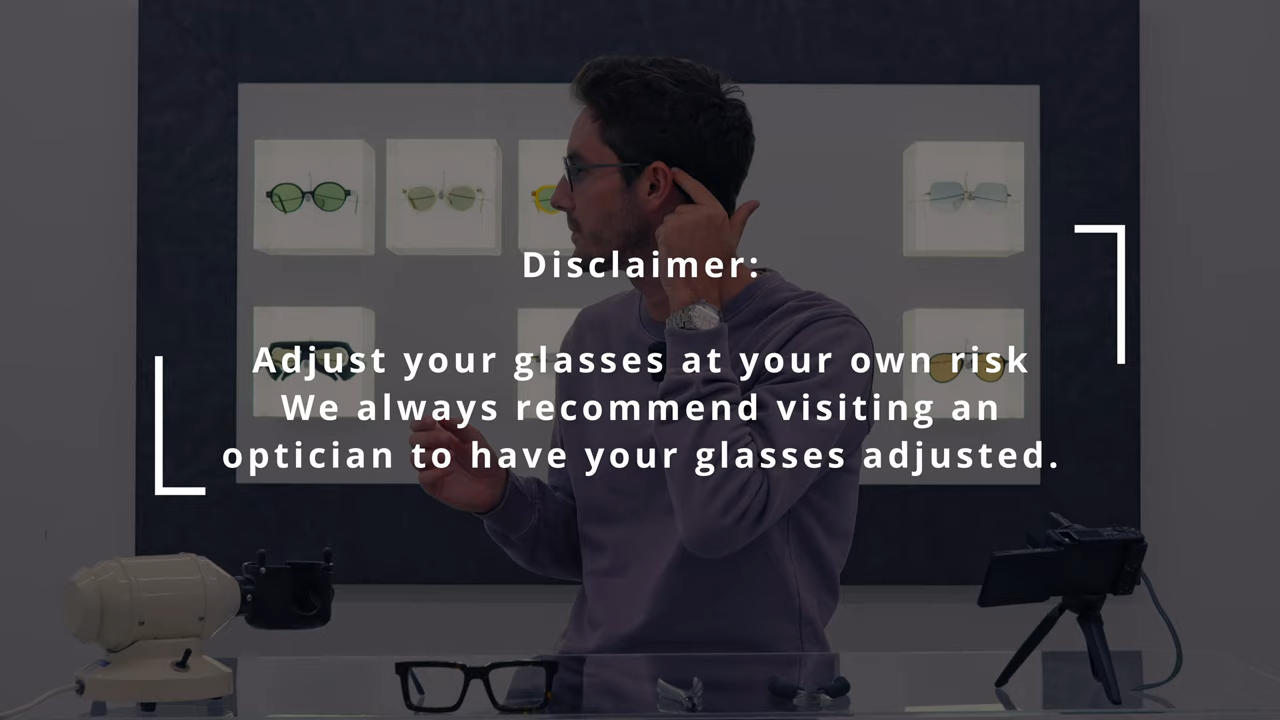 Disclaimer:
Adjust your glasses at your own risk
We always recommend visiting an
optician to have your glasses adjusted.